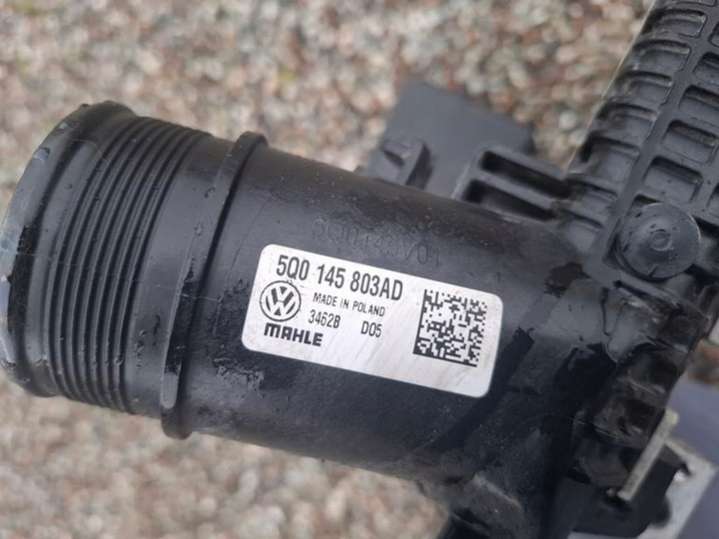 5Q0 145 803AD
MADE IN POLAND
3462B D05
MAHLE